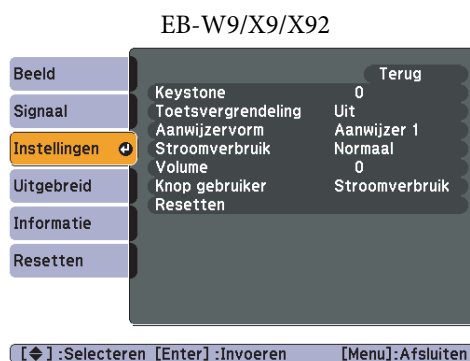 EB-W9/X9/X92
Beeld
Signaal
Instellingen
Uitgebreid
Informatie
Resetten
Terug
Keystone 0
Toetsvergrendeling Uit
Aanwijzervorm Aanwijzer 1
Stroomverbruik Normaal
Volume 0
Knop gebruiker Stroomverbruik
Resetten
[◆] :Selecteren [Enter] :Invoeren [Menu]:Afsluiten